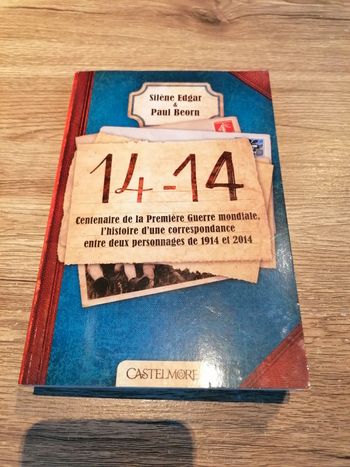 Silène Edgar
&
Paul Beorn
14-14
Centenaire de la Première Guerre mondiale,
l'histoire d'une correspondance
entre deux personnages de 1914 et 2014
CASTELMORE